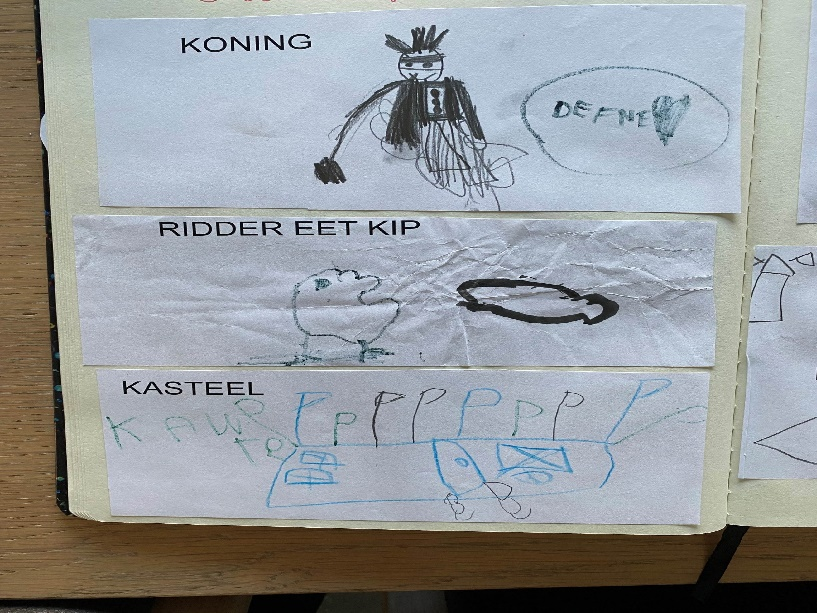 KONING
DEFNE
RIDDER EET KIP
KASTEEL